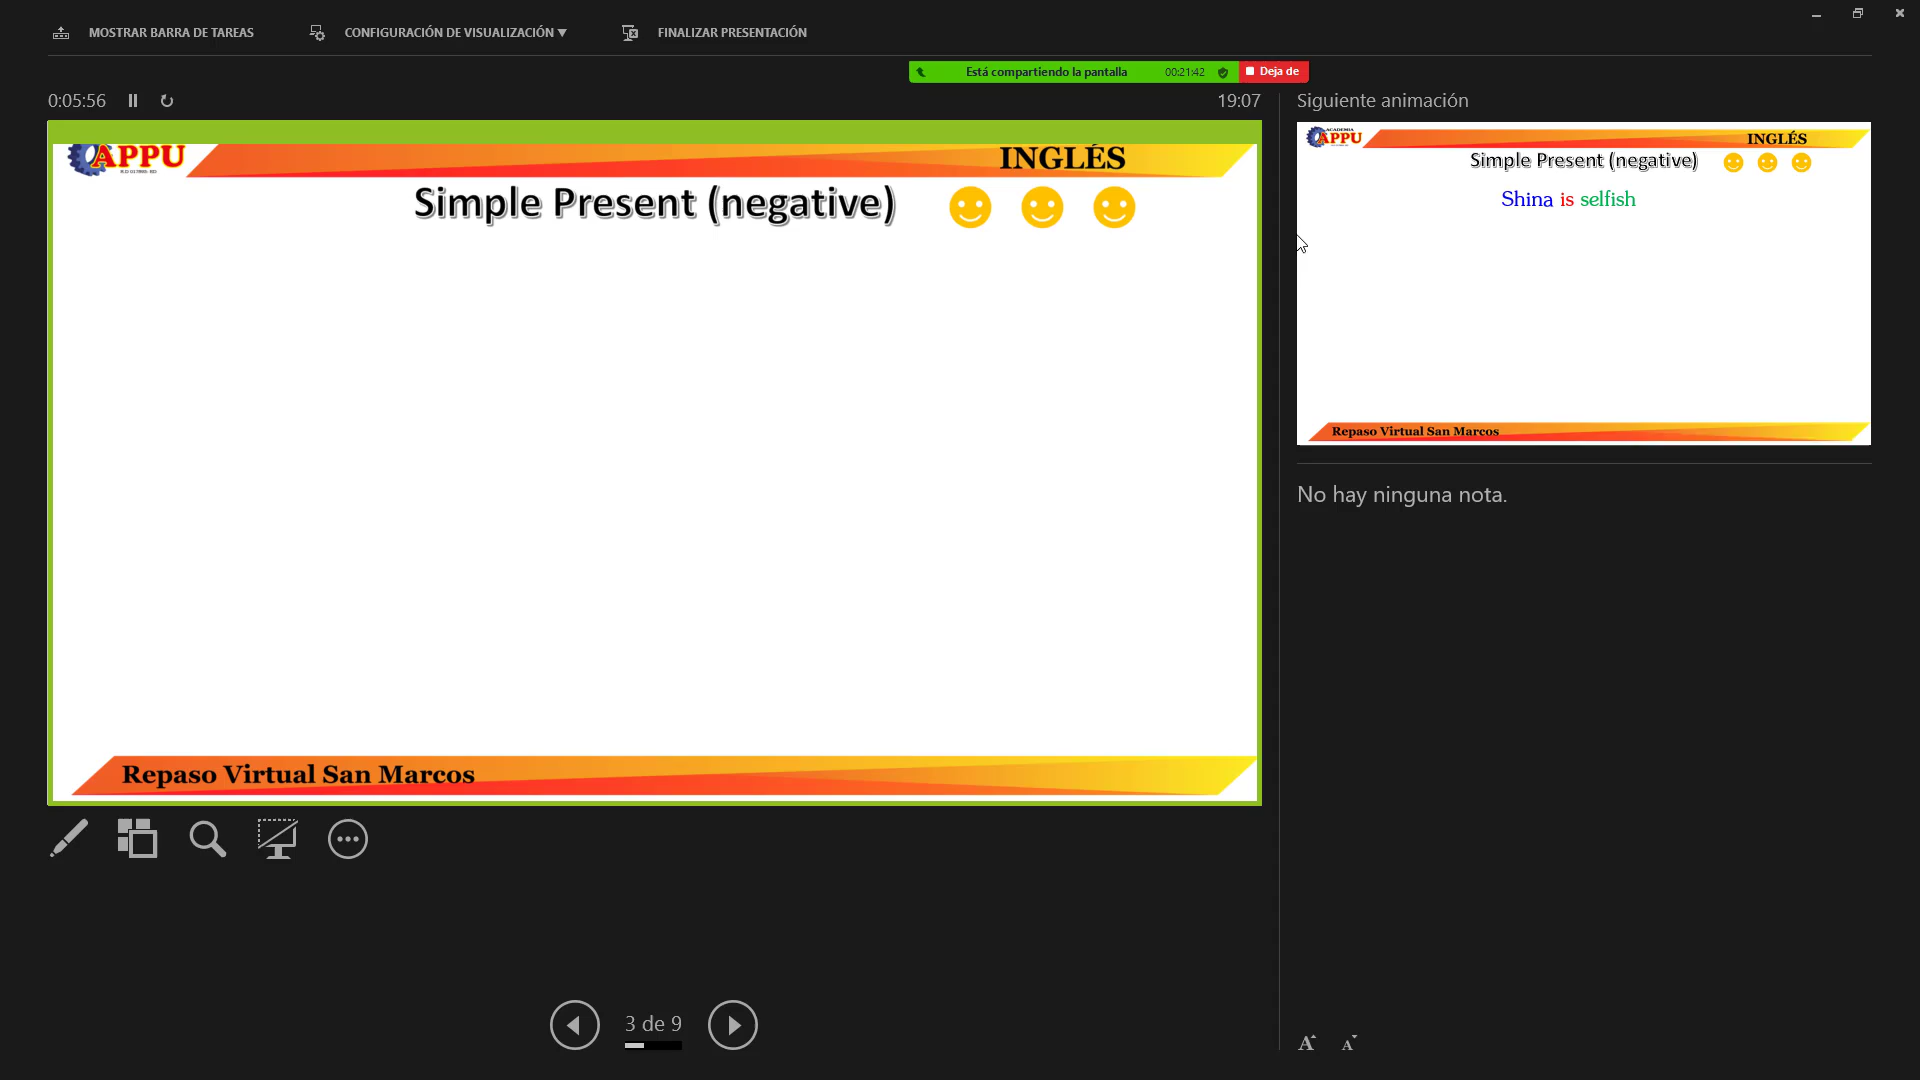 MOSTRAR BARRA DE TAREAS
CONFIGURACIÓN DE VISUALIZACIÓN
FINALIZAR PRESENTACIÓN
Está compartiendo la pantalla 00:21:42 Deja de
0:05:56
19:07
APPU
INGLÉS
Simple Present (negative)
Repaso Virtual San Marcos
3 de 9
Siguiente animación
ACADEMIA
APPU
INGLÉS
Simple Present (negative)
Shina is selfish
Repaso Virtual San Marcos
No hay ninguna nota.
A A